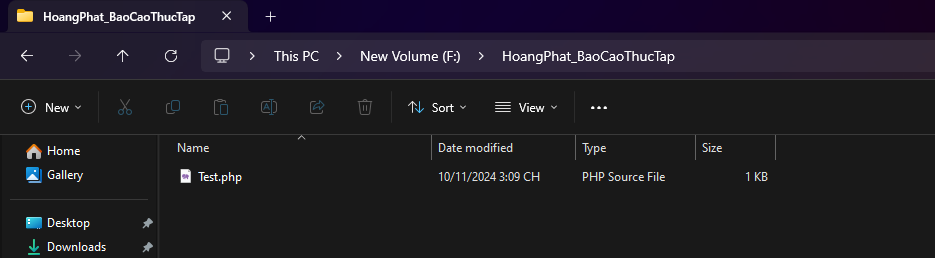 HoangPhat_BaoCaoThucTap
This PC New Volume (F:) HoangPhat_BaoCaoThucTap
New Sort View
Name Date modified Type Size
Home
Gallery
Test.php 10/11/2024 3:09 CH PHP Source File 1 KB
Desktop
Downloads